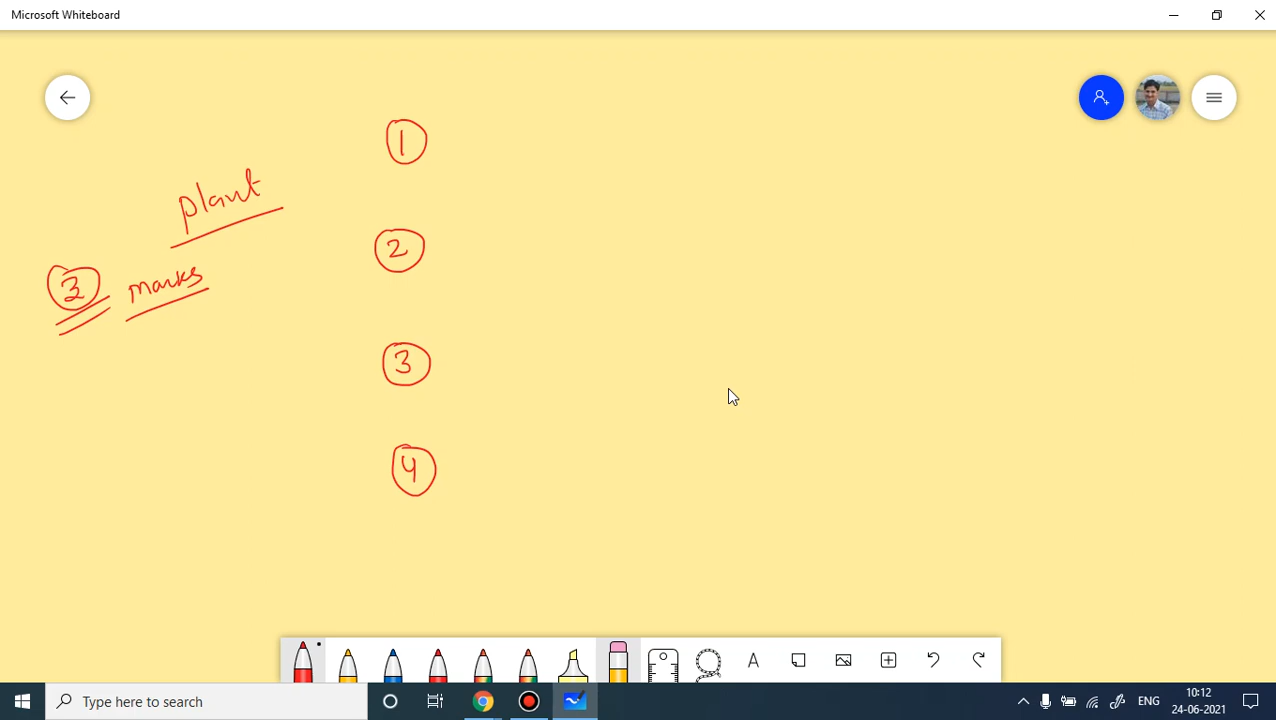 Microsoft Whiteboard
1
plant
2
3 marks
3
4
A
Type here to search
ENG
10:12
24-06-2021